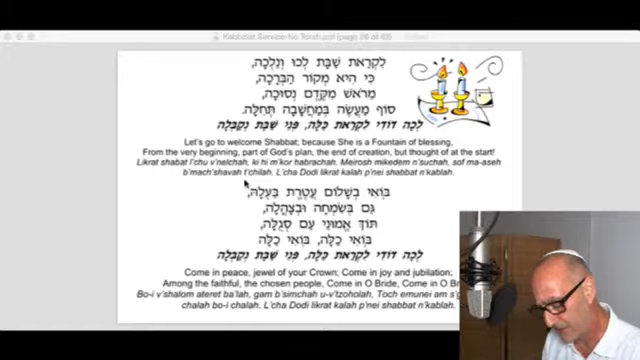 Kabbalat Service-No Torah.pdf (page 26 of 63)
לִקְרַאת שַׁבָּת לְכוּ וְנֵלְכָה,
כִּי הִיא מְקוֹר הַבְּרָכָה,
מֵרֹאשׁ מִקֶּדֶם נְסוּכָה,
סוֹף מַעֲשֶׂה בְּמַחֲשָׁבָה תְּחִלָּה.
לְכָה דוֹדִי לִקְרַאת כַּלָּה, פְּנֵי שַׁבָּת נְקַבְּלָה
Let's go to welcome Shabbat; because She is a Fountain of blessing,
From the very beginning, part of God's plan, the end of creation, but thought of at the start!
Likrat shabat l'chu v'nelchah, ki hi m'kor habrachah. Meirosh mikedem n'suchah, sof ma-aseh
b'mach'shavah t'chilah. L'cha Dodi likrat kalah p'nei shabbat n'kablah.
בּוֹאִי בְשָׁלוֹם עֲטֶרֶת בַּעְלָהּ,
גַּם בְּשִׂמְחָה וּבְצָהֳלָה,
תּוֹךְ אֱמוּנֵי עַם סְגֻלָּה,
בּוֹאִי כַלָּה, בּוֹאִי כַלָּה
לְכָה דוֹדִי לִקְרַאת כַּלָּה, פְּנֵי שַׁבָּת נְקַבְּלָה
Come in peace, jewel of your Crown; Come in joy and jubilation;
Among the faithful, the chosen people, Come in O Bride, Come in O
Bo-i v'shalom ateret ba'lah, gam b'simchah u-v'tzoholah, Toch emunei am
chalah bo-i chalah. L'cha Dodi likrat kalah p'nei shabbat n'kablah.